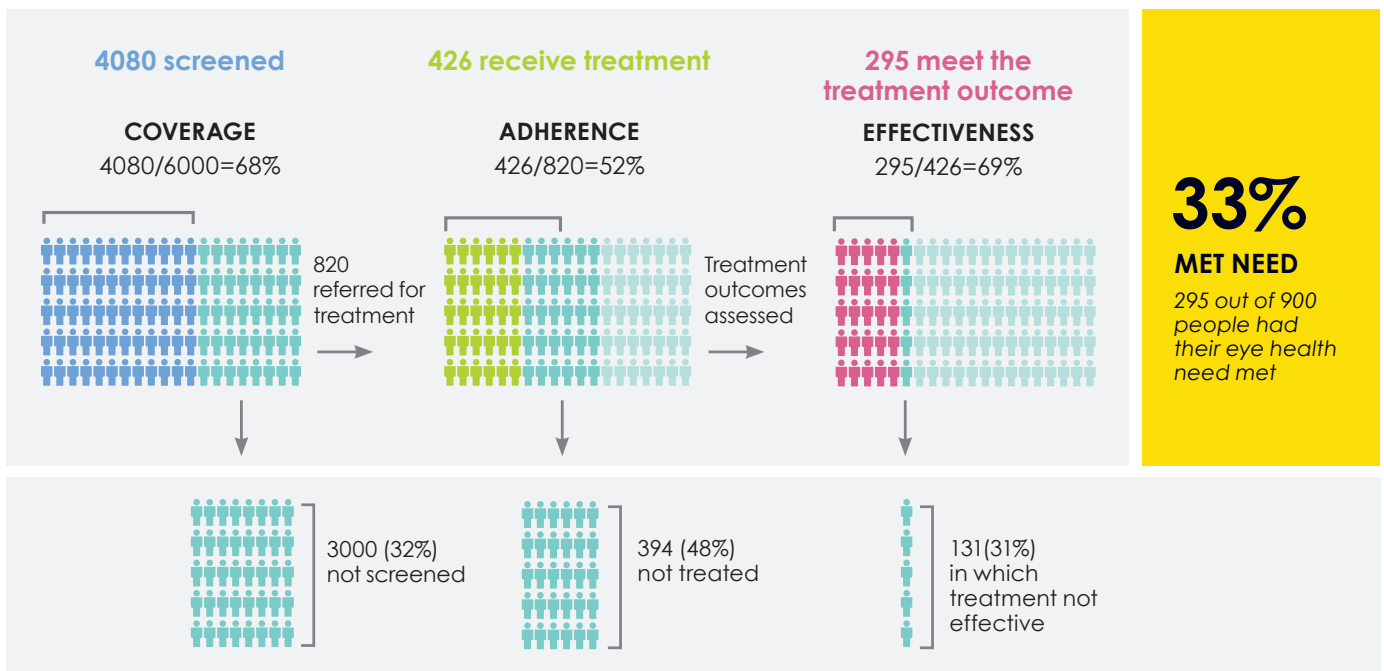 4080 screened
COVERAGE
4080/6000=68%
820
referred for
treatment
426 receive treatment
ADHERENCE
426/820=52%
Treatment
outcomes
assessed
295 meet the
treatment outcome
EFFECTIVENESS
295/426=69%
33%
MET NEED
295 out of 900
people had
their eye health
need met
3000 (32%)
not screened
394 (48%)
not treated
131(31%)
in which
treatment not
effective